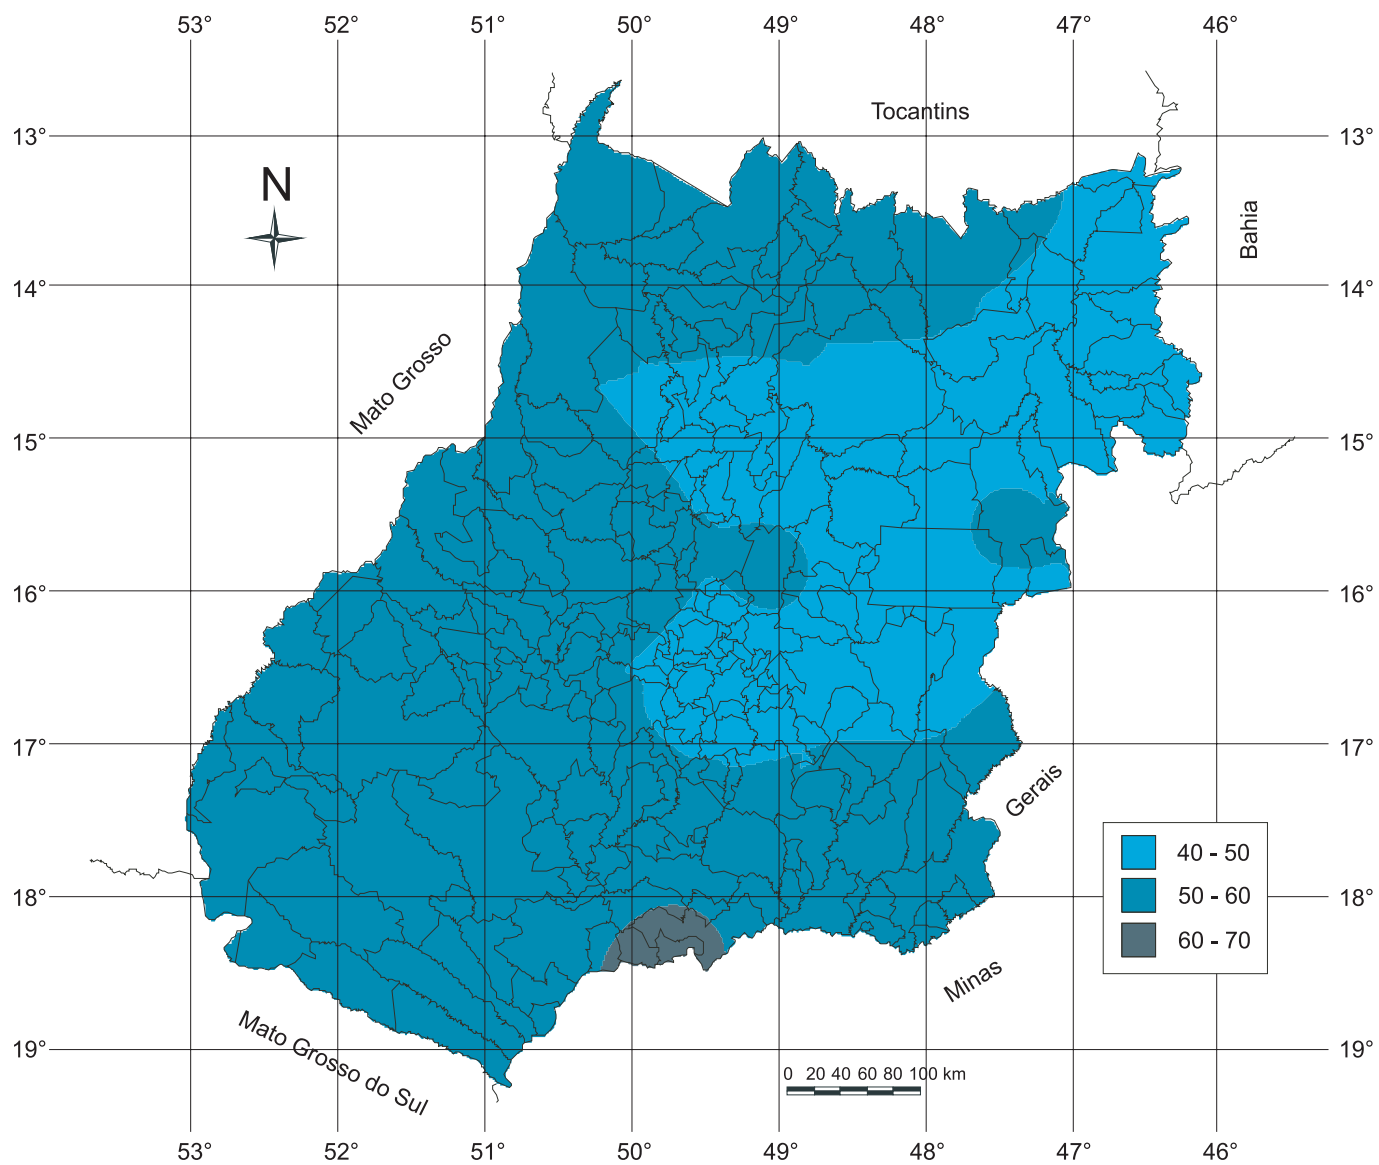 53° 52° 51° 50° 49° 48° 47° 46°
Tocantins
13° 13°
N
Bahia
14° 14°
Mato Grosso
15° 15°
16° 16°
17° 17°
Gerais
40 - 50
18° 50 - 60 18°
60 - 70
Minas
Mato Grosso do Sul
19° 19°
0 20 40 60 80 100 km
53° 52° 51° 50° 49° 48° 47° 46°